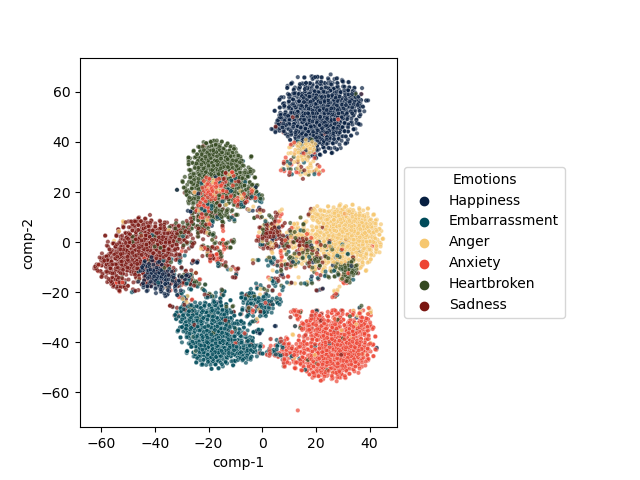 Emotions
Happiness
Embarrassment
Anger
Anxiety
Heartbroken
Sadness
comp-2
60
40
20
0
−20
−40
−60
−60
−40
−20
0
20
40
comp-1